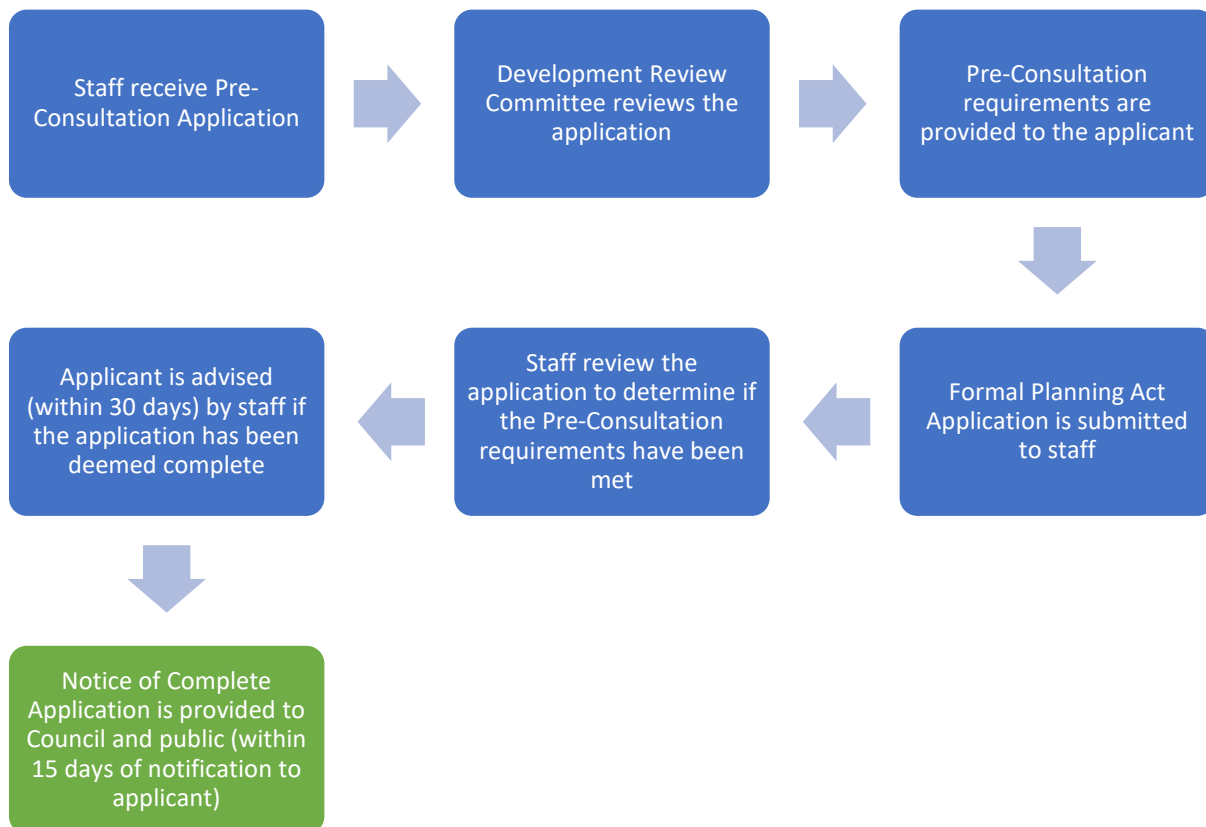 Staff receive Pre-
Consultation Application
Development Review
Committee reviews the
application
Pre-Consultation
requirements are
provided to the applicant
Formal Planning Act
Application is submitted
to staff
Staff review the
application to determine if
the Pre-Consultation
requirements have been
met
Applicant is advised
(within 30 days) by staff if
the application has been
deemed complete
Notice of Complete
Application is provided to
Council and public (within
15 days of notification to
applicant)